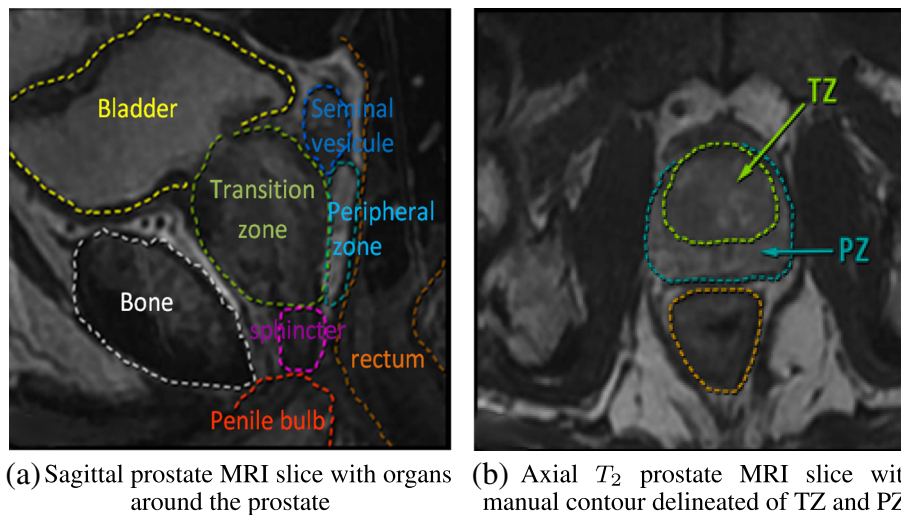 Bladder
Seminal
vesicule
Transition
zone
Peripheral
zone
Bone
sphincter
rectum
Penile bulb
TZ
PZ
(a) Sagittal prostate MRI slice with organs
around the prostate
(b) Axial T2 prostate MRI slice wit
manual contour delineated of TZ and PZ